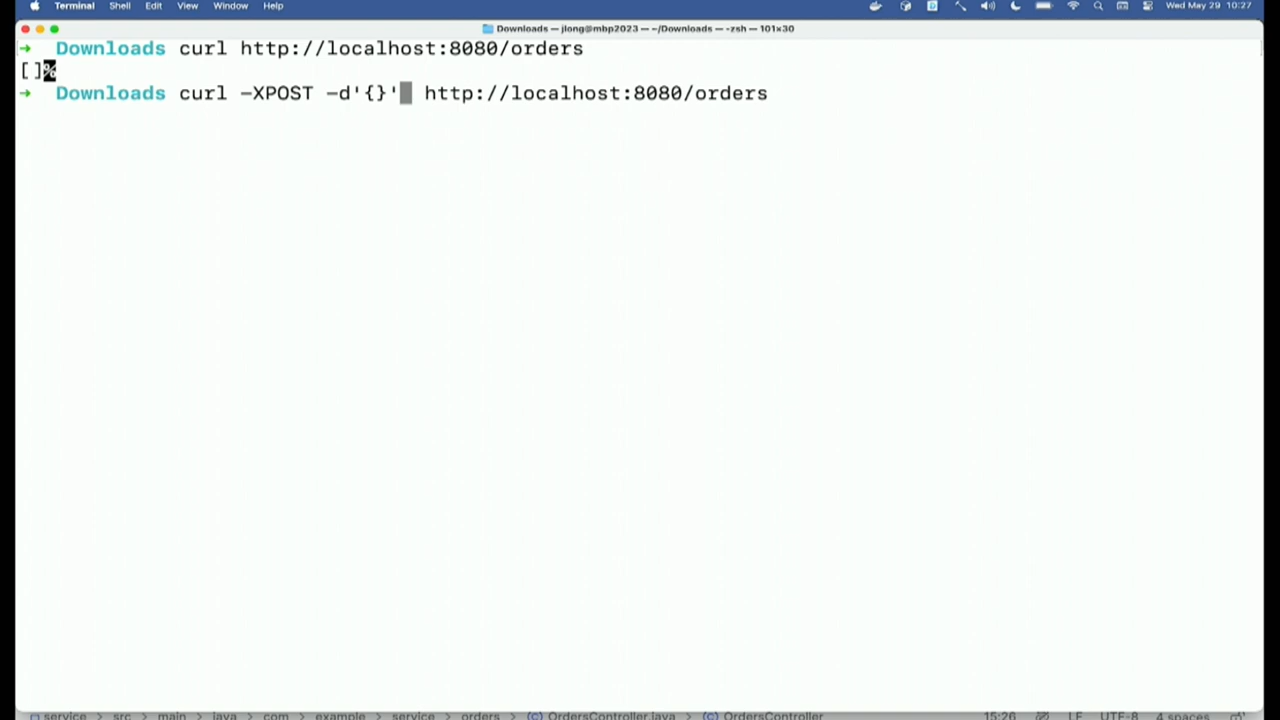 Terminal Shell Edit View Window Help Wed May 29 10:27
Downloads — jlong@mbp2023 — ~/Downloads — -zsh — 101×30
→ Downloads curl http://localhost:8080/orders
[]%
→ Downloads curl -XPOST -d'{}' http://localhost:8080/orders
service > src > main > java > com > example > service > orders > OrdersController.java > OrdersController 15:26 LF UTF-8 4 spaces